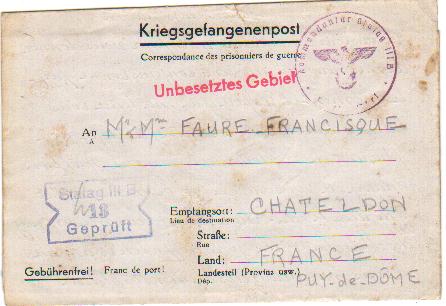 Kriegsgefangenenpost
Correspondance des prisonniers de guerre
Unbesetztes Gebiet
An Mr & Mme FAURE-FRANCISQUE
A
Stalag III B
13
Geprüft
Empfangsort: CHATELDON
Lieu de destination
Straße:
Rue
Land: FRANCE
Gebührenfrei! Franc de port! Landesteil (Provinz usw.)
Dép. PUY-de-DÔME